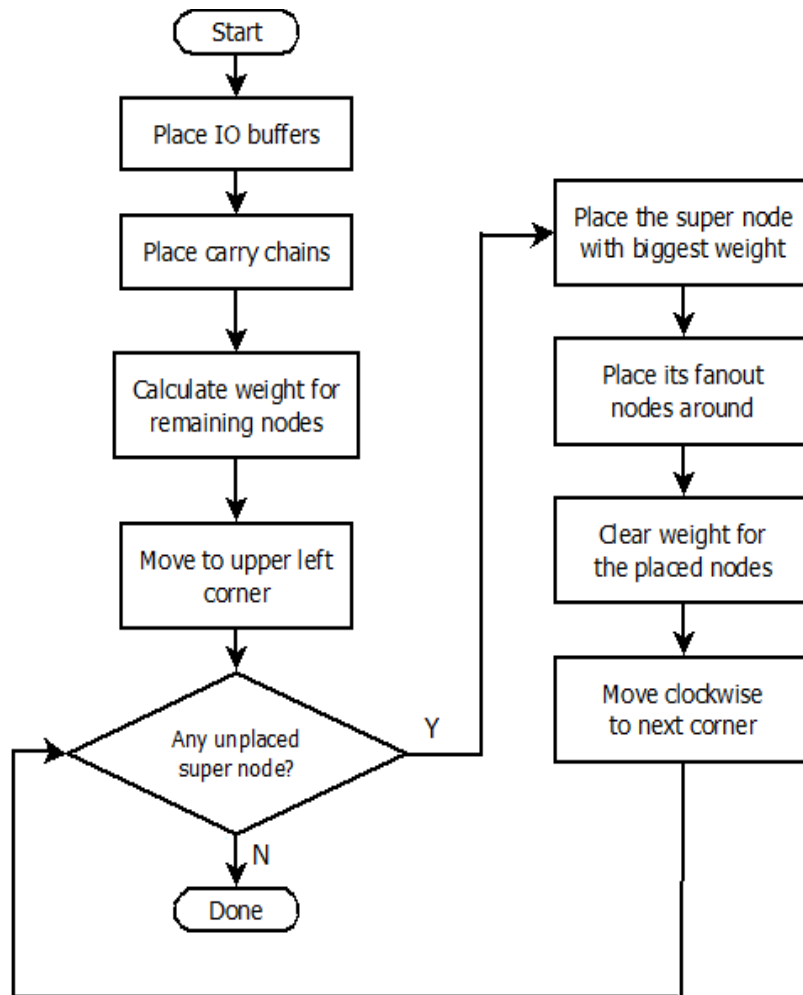 Start
Place IO buffers
Place carry chains
Calculate weight for
remaining nodes
Move to upper left
corner
Any unplaced
super node?
Y
N
Done
Place the super node
with biggest weight
Place its fanout
nodes around
Clear weight for
the placed nodes
Move clockwise
to next corner